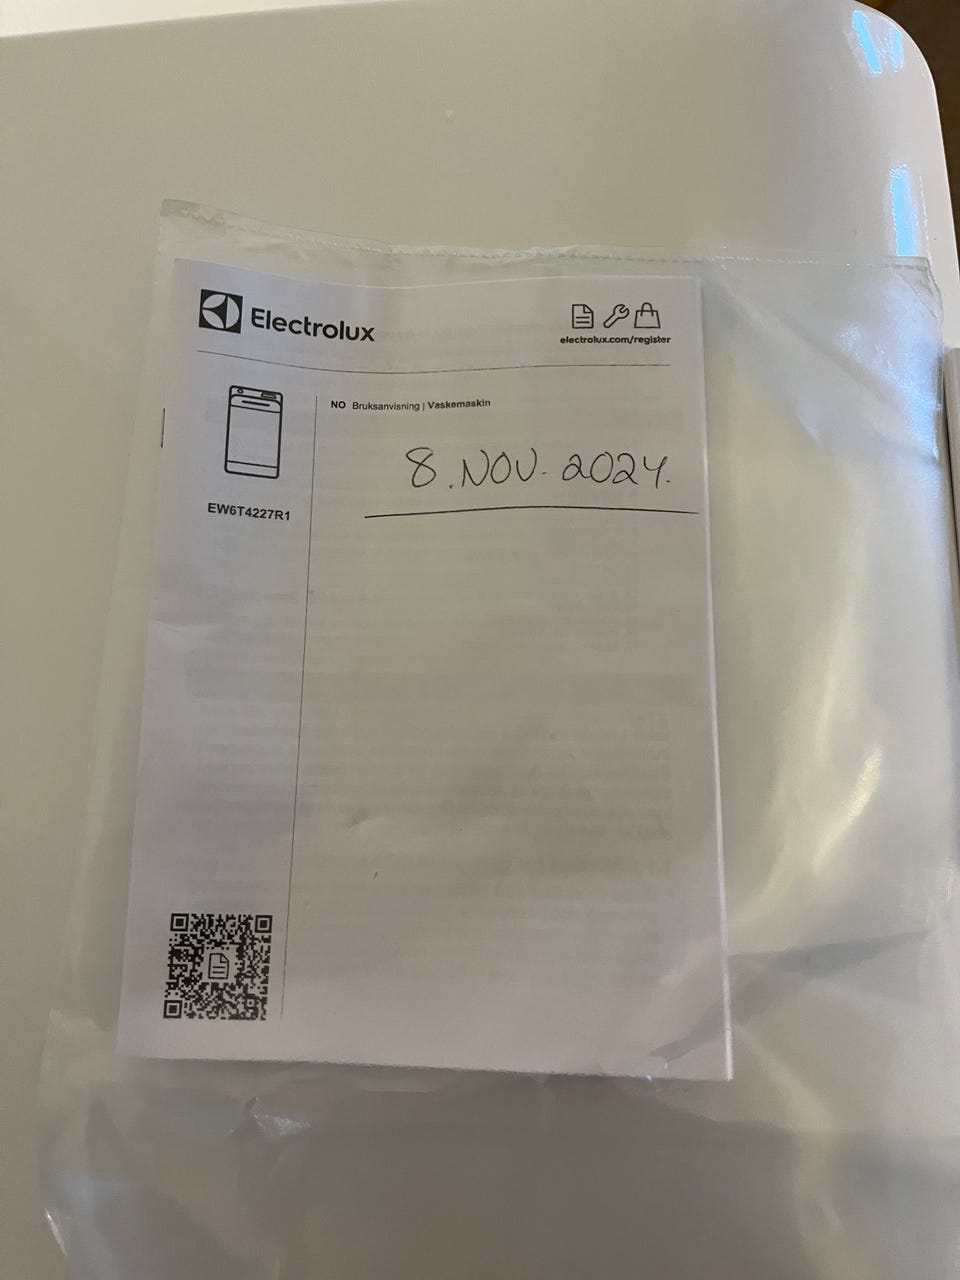 Electrolux
electrolux.com/register
NO Bruksanvisning | Vaskemaskin
8. NOV. 2024.
EW6T4227R1